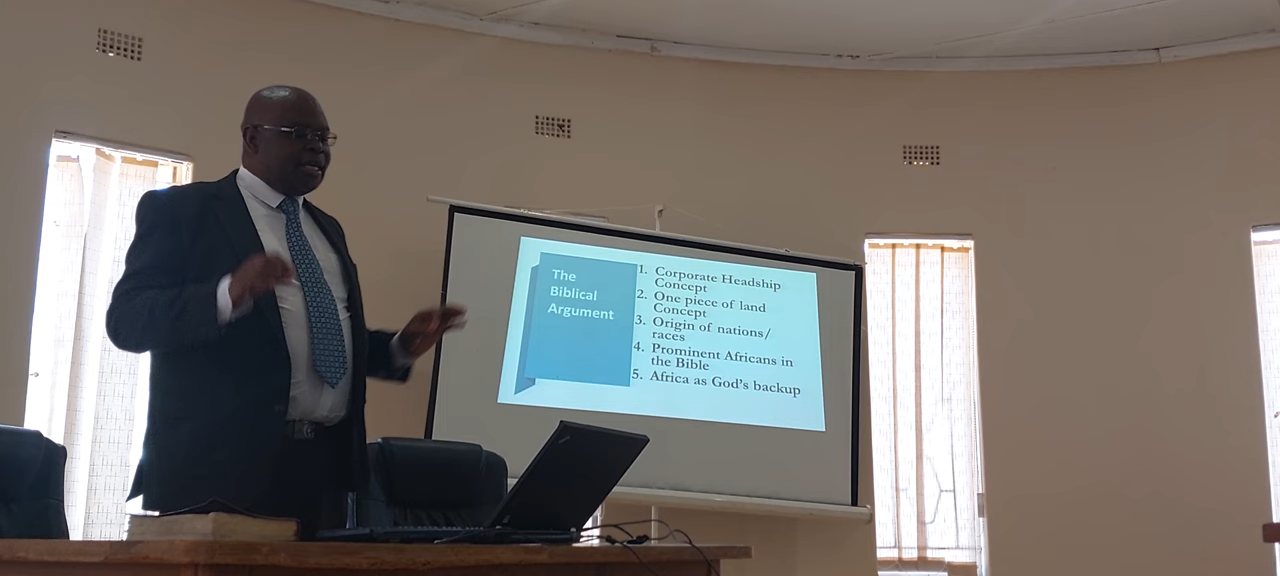 The
Biblical
Argument
1. Corporate Headship
Concept
2. One piece of land
Concept
3. Origin of nations/
races
4. Prominent Africans in
the Bible
5. Africa as God's backup